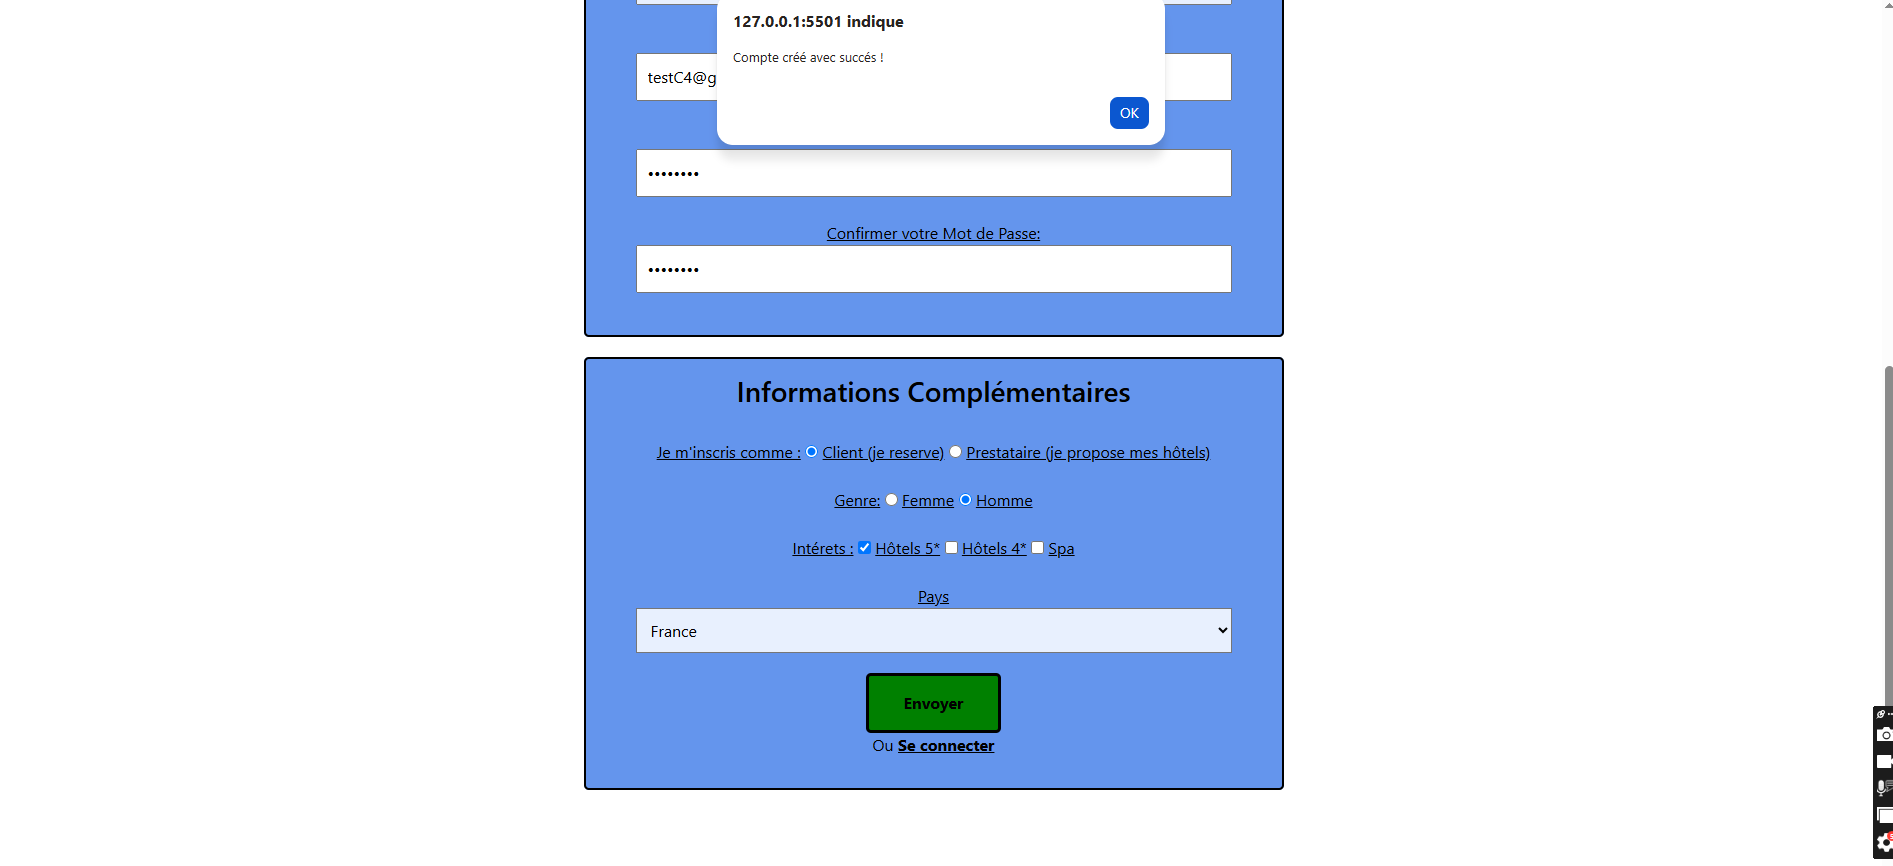 127.0.0.1:5501 indique
Compte créé avec succés !
OK
testC4@g
••••••••
Confirmer votre Mot de Passe:
••••••••
Informations Complémentaires
Je m'inscris comme : Client (je reserve) Prestataire (je propose mes hôtels)
Genre: Femme Homme
Intérets : Hôtels 5* Hôtels 4* Spa
Pays
France
Envoyer
Ou Se connecter